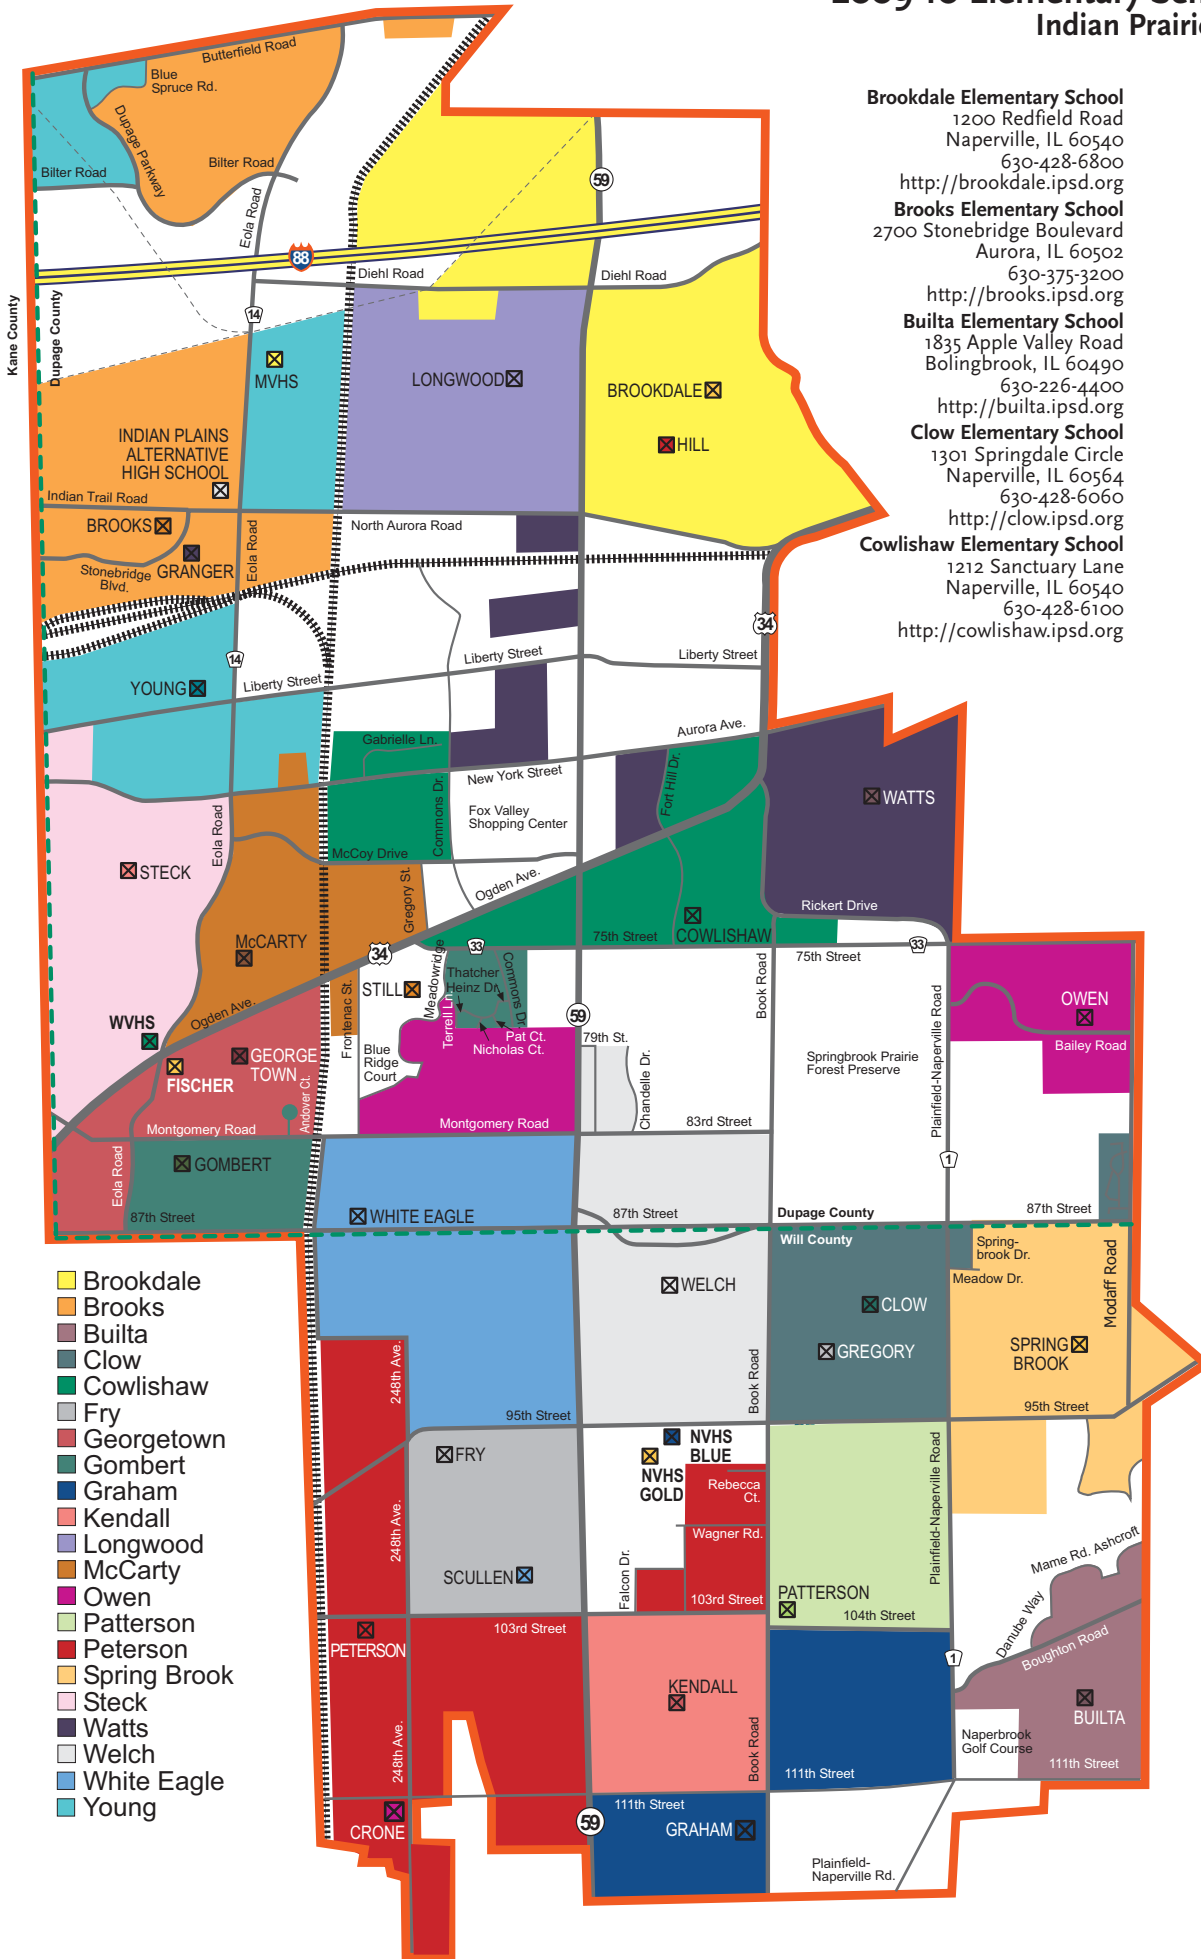 Indian Prairi
Brookdale Elementary School
1200 Redfield Road
Naperville, IL 60540
630-428-6800
http://brookdale.ipsd.org
Brooks Elementary School
2700 Stonebridge Boulevard
Aurora, IL 60502
630-375-3200
http://brooks.ipsd.org
Builta Elementary School
1835 Apple Valley Road
Bolingbrook, IL 60490
630-226-4400
http://builta.ipsd.org
Clow Elementary School
1301 Springdale Circle
Naperville, IL 60564
630-428-6060
http://clow.ipsd.org
Cowlishaw Elementary School
1212 Sanctuary Lane
Naperville, IL 60540
630-428-6100
http://cowlishaw.ipsd.org
Butterfield Road
Blue
Spruce Rd.
Dupage Parkway
Bilter Road
Bilter Road
Eola Road
59
88
Diehl Road
Diehl Road
Kane County
Dupage County
14
MVHS
LONGWOOD
BROOKDALE
HILL
INDIAN PLAINS
ALTERNATIVE
HIGH SCHOOL
Indian Trail Road
BROOKS
Eola Road
North Aurora Road
Stonebridge
Blvd.
GRANGER
34
14
YOUNG
Liberty Street
Liberty Street
Liberty Street
Aurora Ave.
Gabrielle Ln.
New York Street
Fort Hill Dr.
Commons Dr.
Fox Valley
Shopping Center
WATTS
Eola Road
McCoy Drive
STECK
Ogden Ave.
Gregory St.
Rickert Drive
McCARTY
34
33
75th Street
COWLISHAW
33
75th Street
Book Road
STILL
Meadowridge
Thatcher
Heinz Dr.
Commons Dr.
Terrell Ln.
Pat Ct.
Nicholas Ct.
59
79th St.
OWEN
Bailey Road
Ogden Ave.
WVHS
FISCHER
GEORGE
TOWN
Frontenac St.
Blue
Ridge
Court
Chandelle Dr.
Springbrook Prairie
Forest Preserve
Plainfield-Naperville Road
Andover Ct.
Montgomery Road
Montgomery Road
83rd Street
1
Eola Road
GOMBERT
87th Street
WHITE EAGLE
87th Street
Dupage County
87th Street
Will County
Spring-
brook Dr.
Meadow Dr.
Modaff Road
WELCH
CLOW
GREGORY
SPRING
BROOK
Brookdale
Brooks
Builta
Clow
Cowlishaw
Fry
Georgetown
Gombert
Graham
Kendall
Longwood
McCarty
Owen
Patterson
Peterson
Spring Brook
Steck
Watts
Welch
White Eagle
Young
248th Ave.
Book Road
95th Street
95th Street
FRY
NVHS
BLUE
NVHS
GOLD
Rebecca
Ct.
Plainfield-Naperville Road
248th Ave.
Wagner Rd.
Mame Rd.
Ashcroft
SCULLEN
Falcon Dr.
103rd Street
PATTERSON
104th Street
Danube Way
Boughton Road
PETERSON
103rd Street
1
KENDALL
BUILTA
248th Ave.
Book Road
Naperbrook
Golf Course
111th Street
111th Street
111th Street
CRONE
59
GRAHAM
Plainfield-
Naperville Rd.